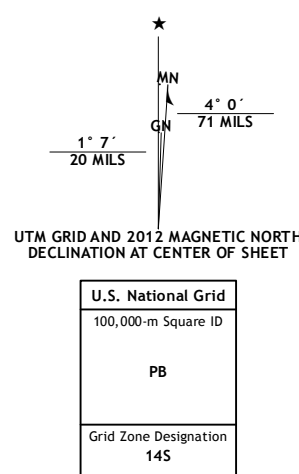 ★
MN
GN
4° 0´
71 MILS
1° 7´
20 MILS
UTM GRID AND 2012 MAGNETIC NORTH
DECLINATION AT CENTER OF SHEET
U.S. National Grid
100,000-m Square ID
PB
Grid Zone Designation
14S